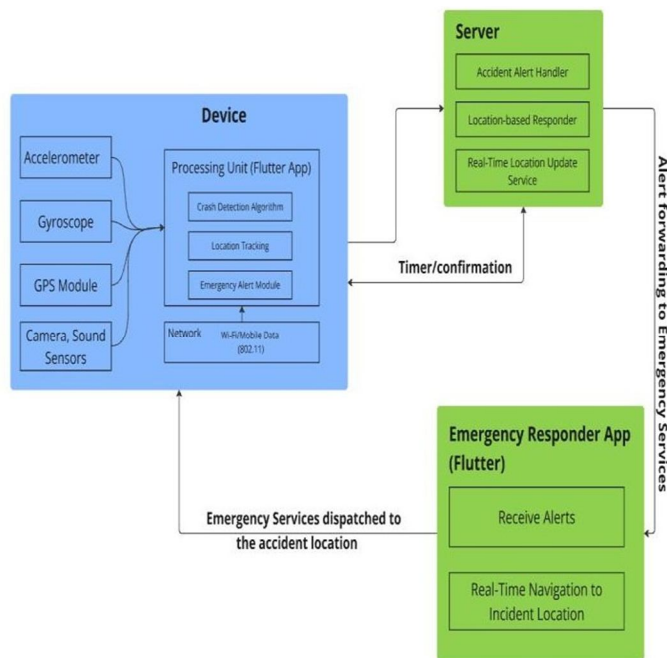 Server
Accident Alert Handler
Location-based Responder
Real-Time Location Update
Service
Device
Accelerometer
Gyroscope
GPS Module
Camera, Sound
Sensors
Processing Unit (Flutter App)
Crash Detection Algorithm
Location Tracking
Emergency Alert Module
Network
Wi-Fi/Mobile Data
(802.11)
Timer/confirmation
Alert forwarding to Emergency Services
Emergency Responder App
(Flutter)
Receive Alerts
Real-Time Navigation to
Incident Location
Emergency Services dispatched to
the accident location